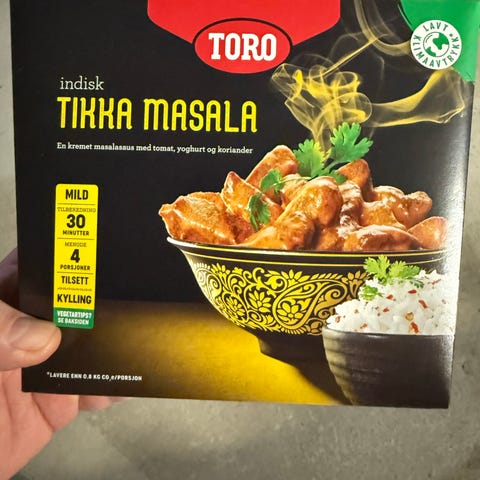 TORO
LAVT
KLIMAAVTRYKK*
indisk
TIKKA MASALA
En kremet masalasaus med tomat, yoghurt og koriander
MILD
TILBEREDNING
30
MINUTTER
MENGDE
4
PORSJONER
TILSETT
KYLLING
VEGETARTIPS?
SE BAKSIDEN
*LAVERE ENN 0,8 KG CO₂e/PORSJON